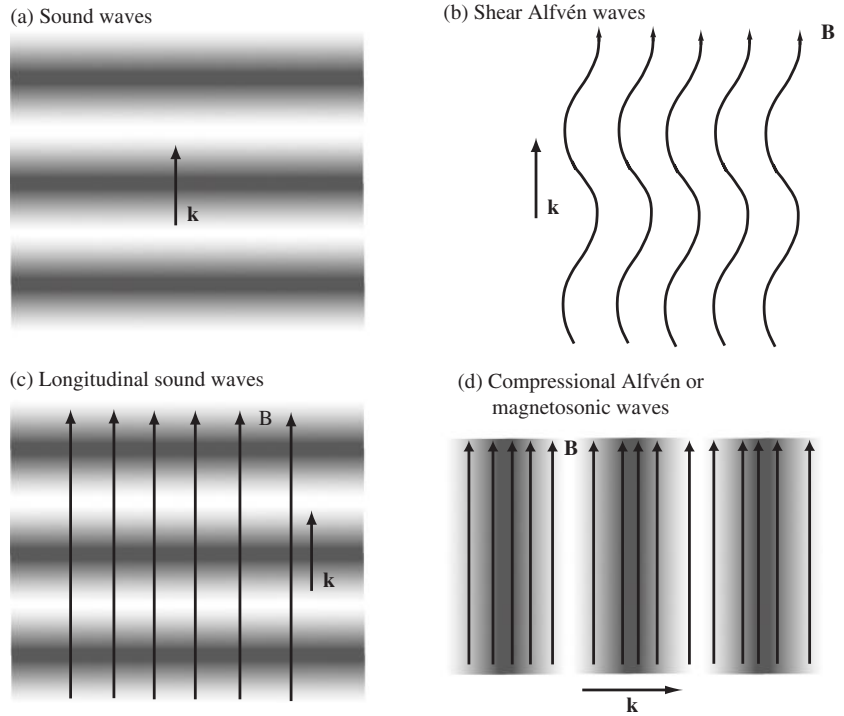 (a) Sound waves
k
(b) Shear Alfvén waves
B
k
(c) Longitudinal sound waves
B
k
(d) Compressional Alfvén or
magnetosonic waves
B
k